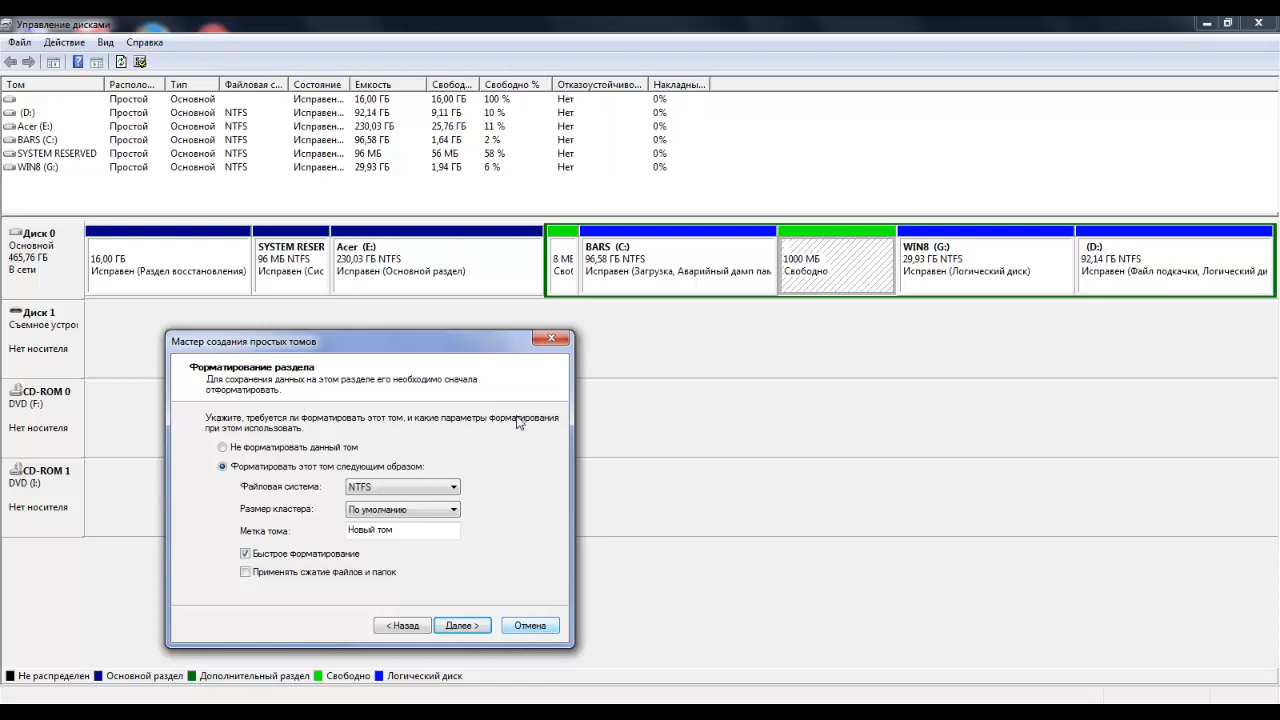 Управление дисками
Файл Действие Вид Справка
Том Располо... Тип Файловая с... Состояние Емкость Свобод... Свободно % Отказоустойчиво... Накладны...
Простой Основной Исправен... 16,00 ГБ 16,00 ГБ 100 % Нет 0%
(D:) Простой Основной NTFS Исправен... 92,14 ГБ 9,11 ГБ 10 % Нет 0%
Acer (E:) Простой Основной NTFS Исправен... 230,03 ГБ 25,76 ГБ 11 % Нет 0%
BARS (C:) Простой Основной NTFS Исправен... 96,58 ГБ 1,64 ГБ 2 % Нет 0%
SYSTEM RESERVED Простой Основной NTFS Исправен... 96 МБ 56 МБ 58 % Нет 0%
WIN8 (G:) Простой Основной NTFS Исправен... 29,93 ГБ 1,94 ГБ 6 % Нет 0%
Диск 0
Основной
465,76 ГБ
В сети
16,00 ГБ
Исправен (Раздел восстановления)
SYSTEM RESER
96 МБ NTFS
Исправен (Сис
Acer (E:)
230,03 ГБ NTFS
Исправен (Основной раздел)
8 МБ
Своб
BARS (C:)
96,58 ГБ NTFS
Исправен (Загрузка, Аварийный дамп пам
1000 МБ
Свободно
WIN8 (G:)
29,93 ГБ NTFS
Исправен (Логический диск)
(D:)
92,14 ГБ NTFS
Исправен (Файл подкачки, Логический ди
Диск 1
Съемное устрої
Нет носителя
CD-ROM 0
DVD (F:)
Нет носителя
CD-ROM 1
DVD (I:)
Нет носителя
Мастер создания простых томов
Форматирование раздела
Для сохранения данных на этом разделе его необходимо сначала
отформатировать.
Укажите, требуется ли форматировать этот том, и какие параметры форматирования
при этом использовать.
Не форматировать данный том
Форматировать этот том следующим образом:
Файловая система: NTFS
Размер кластера: По умолчанию
Метка тома: Новый том
Быстрое форматирование
Применять сжатие файлов и папок
< Назад Далее > Отмена
Не распределен Основной раздел Дополнительный раздел Свободно Логический диск